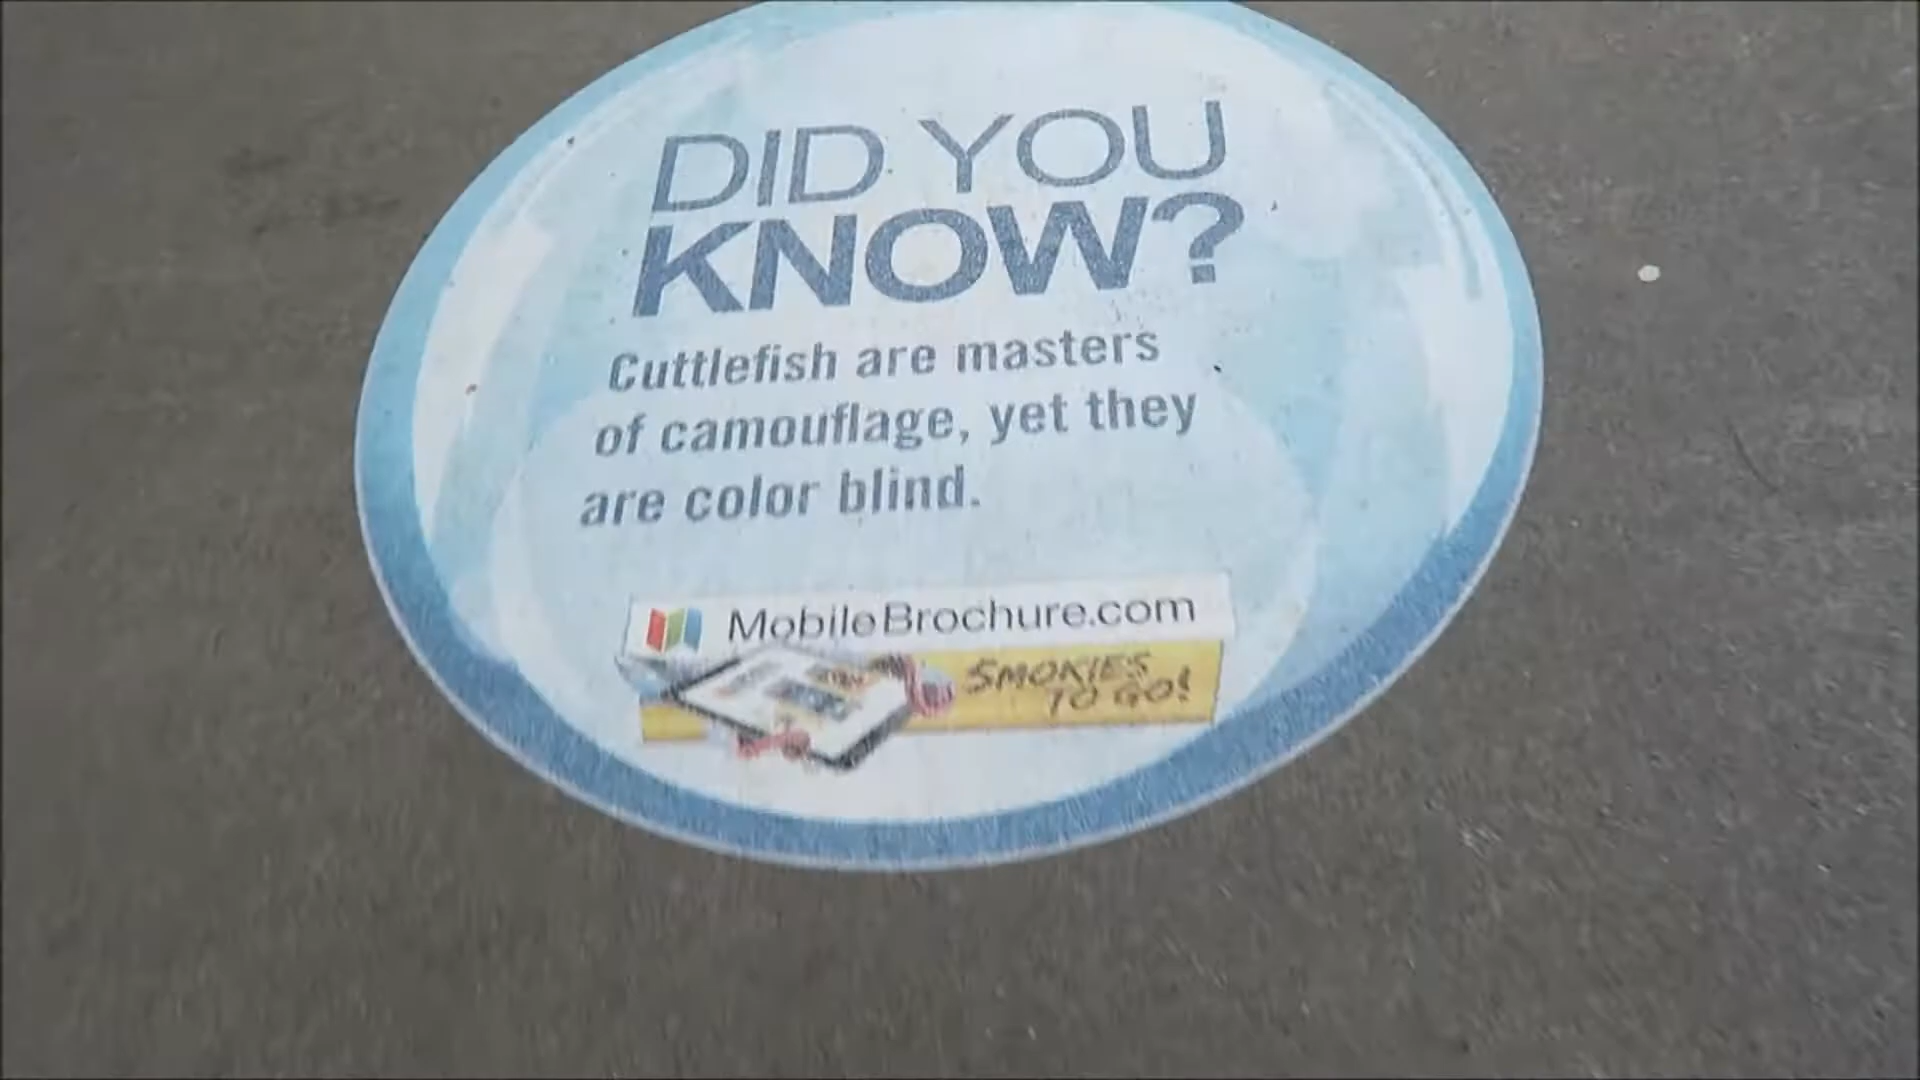 DID YOU
KNOW?
Cuttlefish are masters
of camouflage, yet they
are color blind.
MobileBrochure.com
SMOKIES
TO GO!